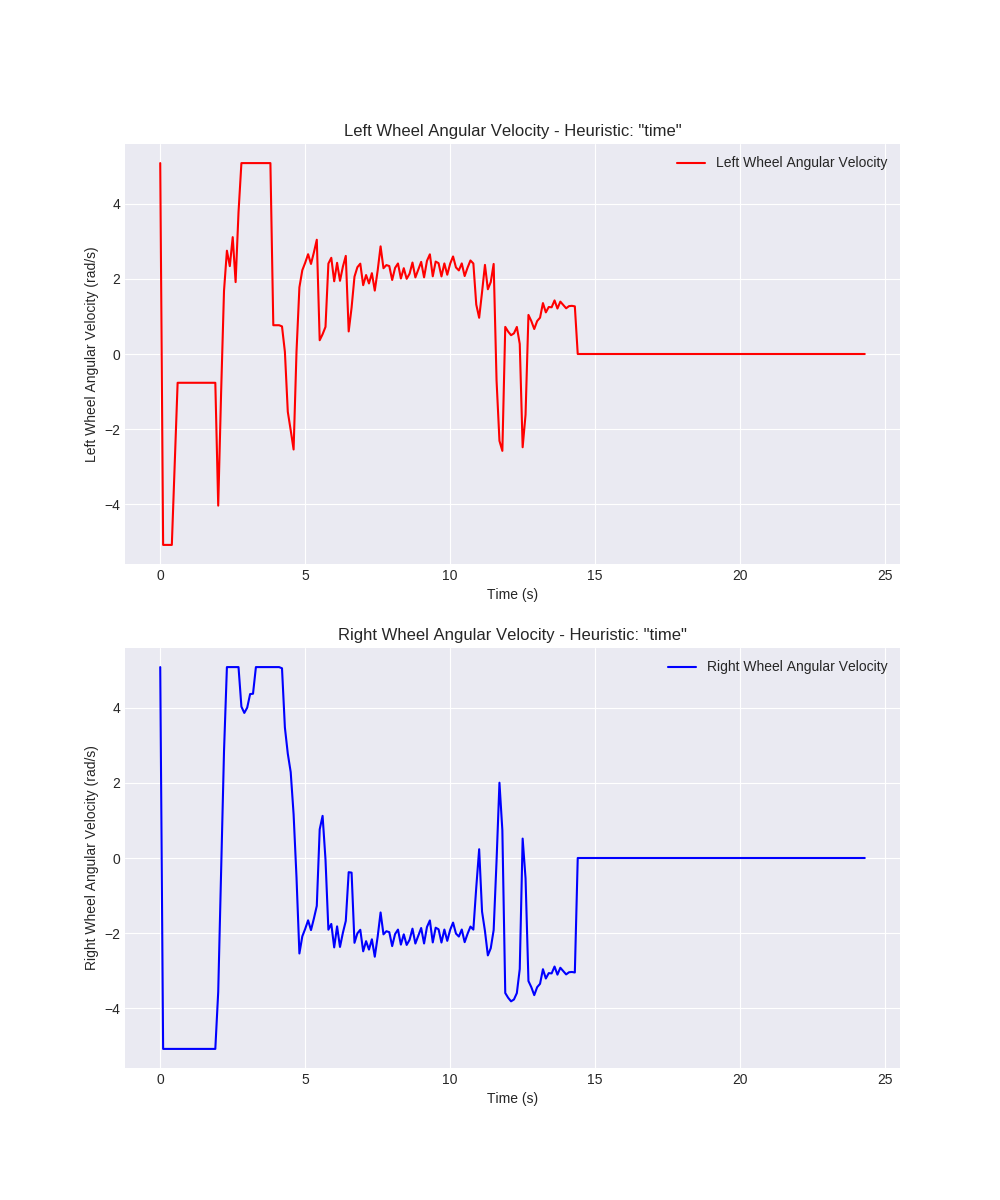 Left Wheel Angular Velocity - Heuristic: "time"
Left Wheel Angular Velocity
Left Wheel Angular Velocity (rad/s)
4
2
0
−2
−4
0 5 10 15 20 25
Time (s)
Right Wheel Angular Velocity - Heuristic: "time"
Right Wheel Angular Velocity
Right Wheel Angular Velocity (rad/s)
4
2
0
−2
−4
0 5 10 15 20 25
Time (s)